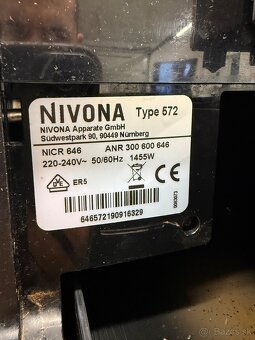 NIVONA Type 572
NIVONA Apparate GmbH
Südwestpark 90, 90449 Nürnberg
NICR 646 ANR 300 600 646
220-240V~ 50/60Hz 1455W
ER5
646572190916329